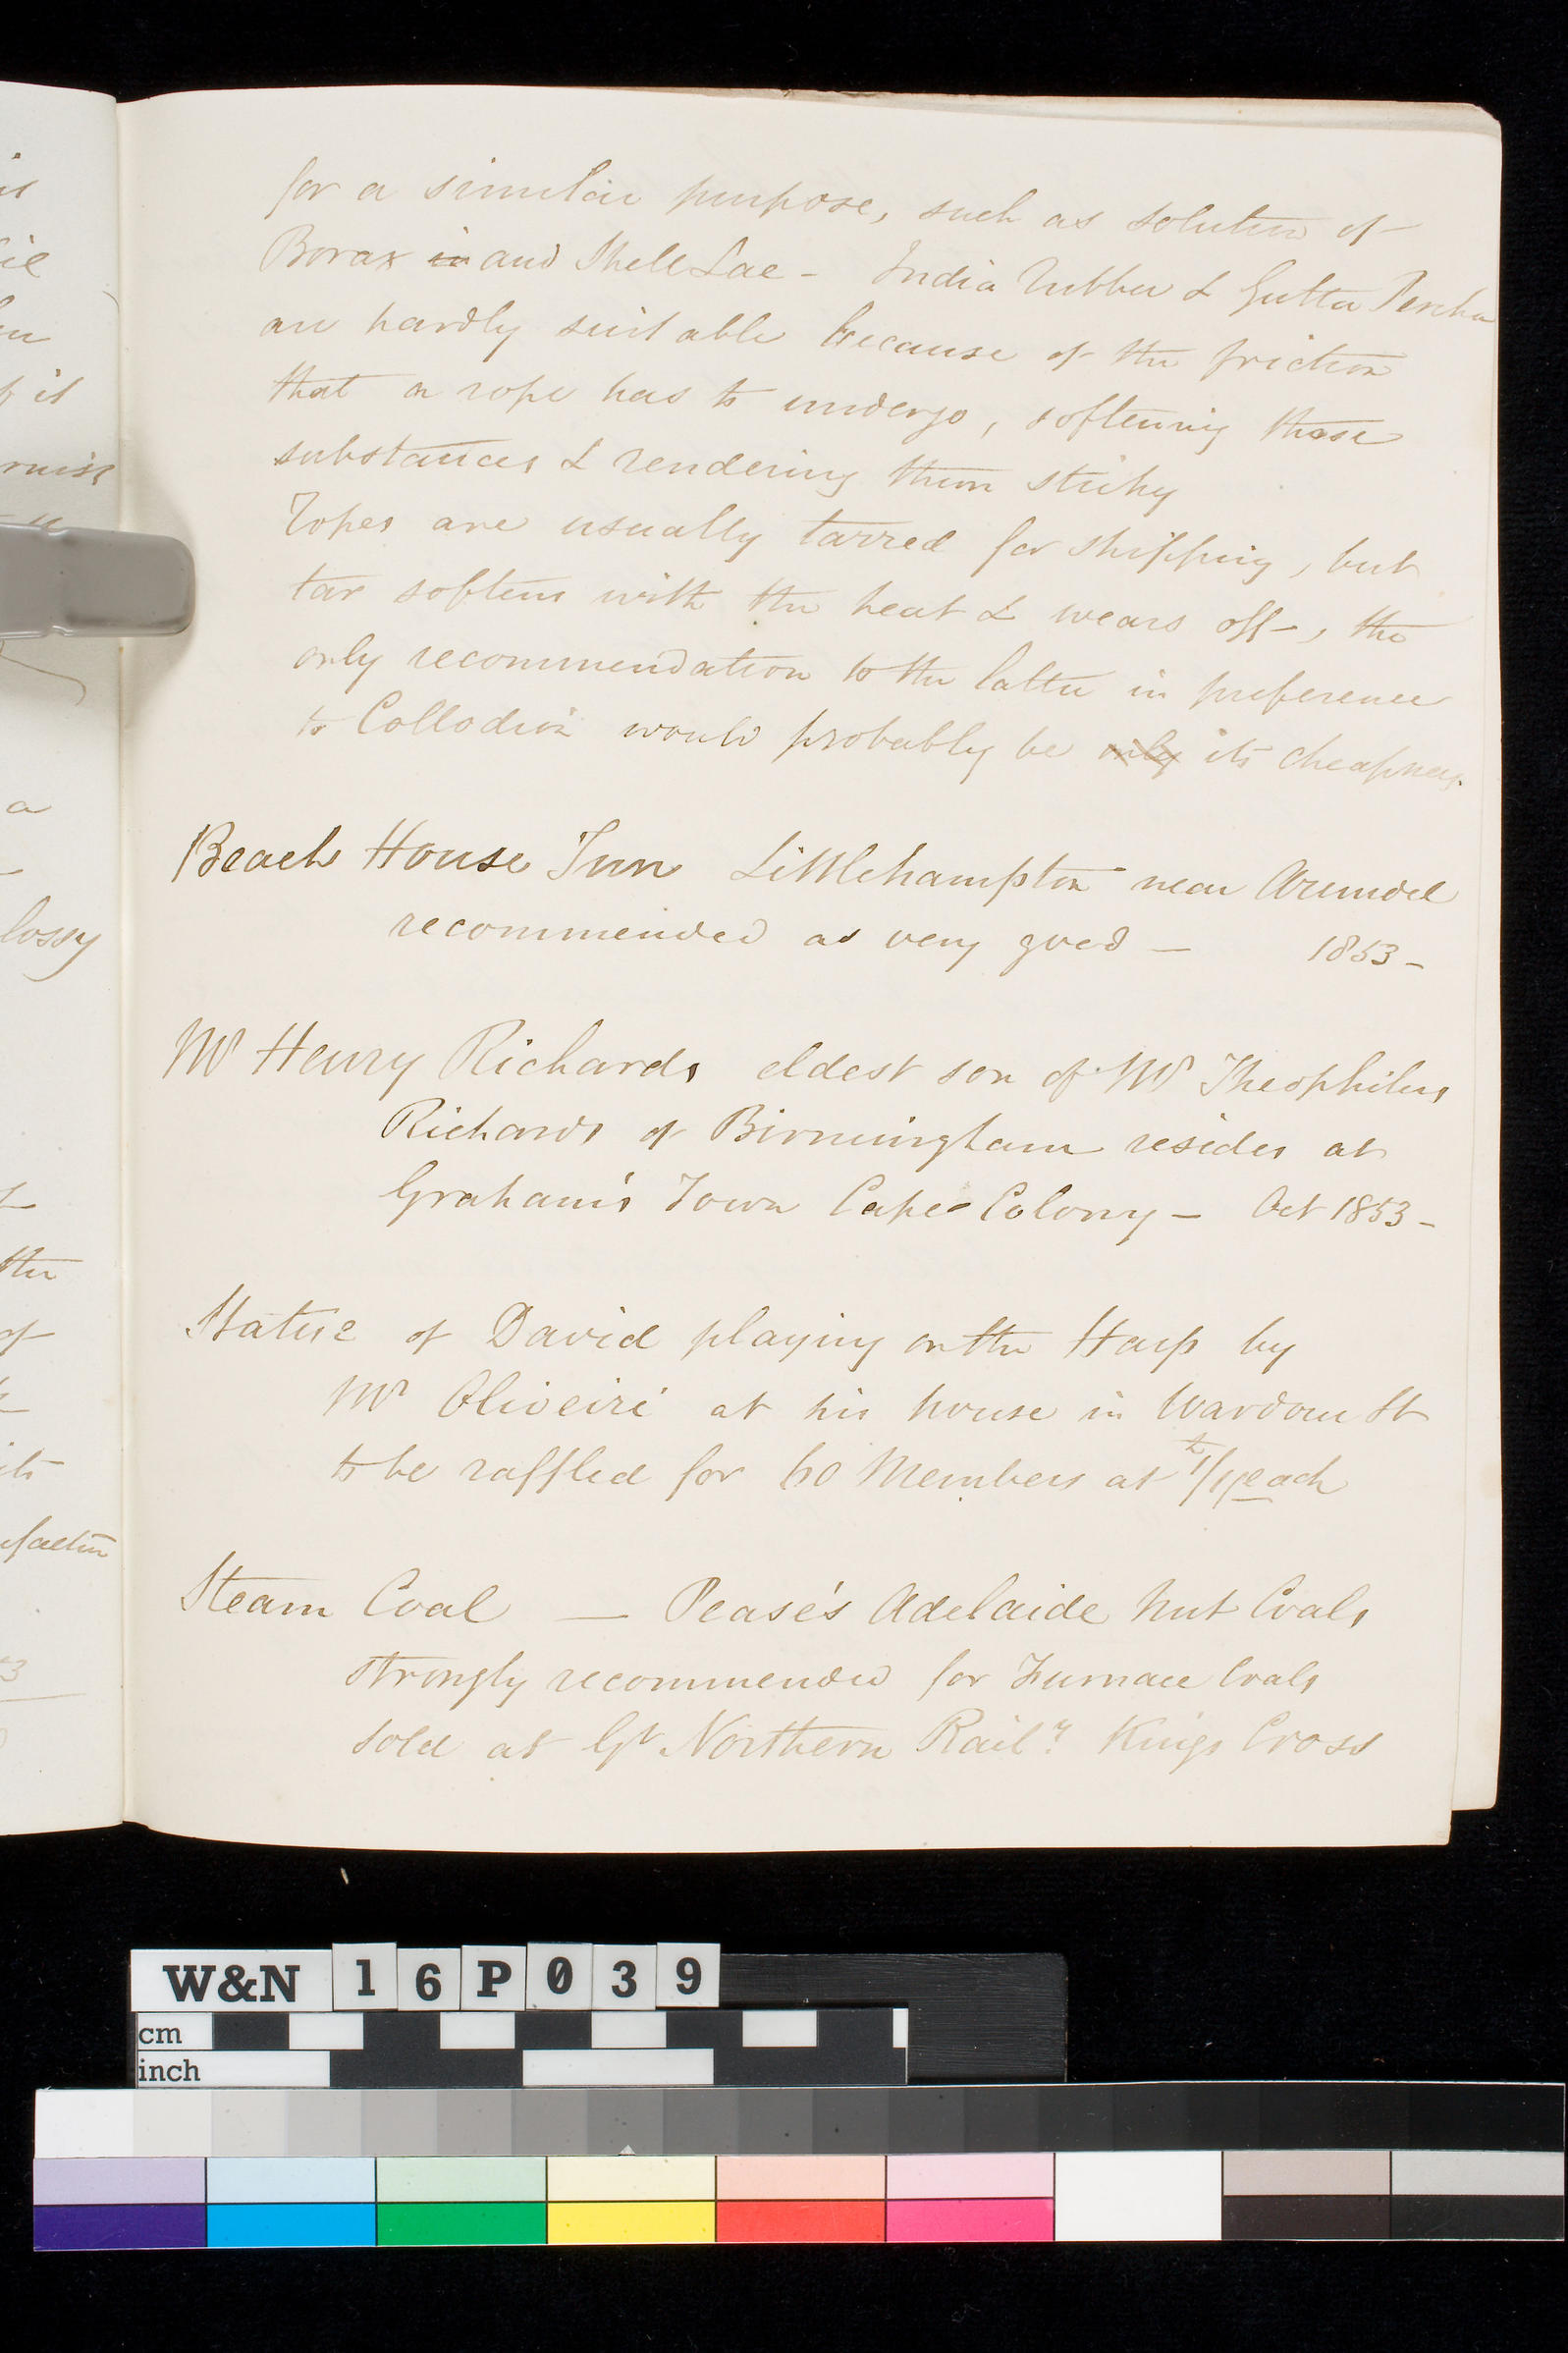 for a similar purpose, such as solution of
Borax in and Shell Lac - India Rubber & Gutta Percha
are hardly suitable because of the friction
that a rope has to undergo, softening those
substances & rendering them sticky
Ropes are usually tarred for shipping, but
tar softens with the heat & wears off -, the
only recommendation to the latter in preference
to Collodion would probably be only its cheapness.
Beach House Inn Littlehampton near Arundel
recommended as very good - 1853 -
Mr Henry Richards eldest son of Mr Theophilus
Richards of Birmingham resides at
Graham's Town Cape Colony - Oct 1853 -
Statue of David playing on the Harp by
Mr Oliveiri at his house in Wardour St
to be raffled for 60 Members at £1/1/ each
Steam Coal — Pease's Adelaide Nut Coals
strongly recommended for Furnace Coals
sold at Gt Northern Raily Kings Cross
lossy
a
the
of
W&N 16P039
cm
inch